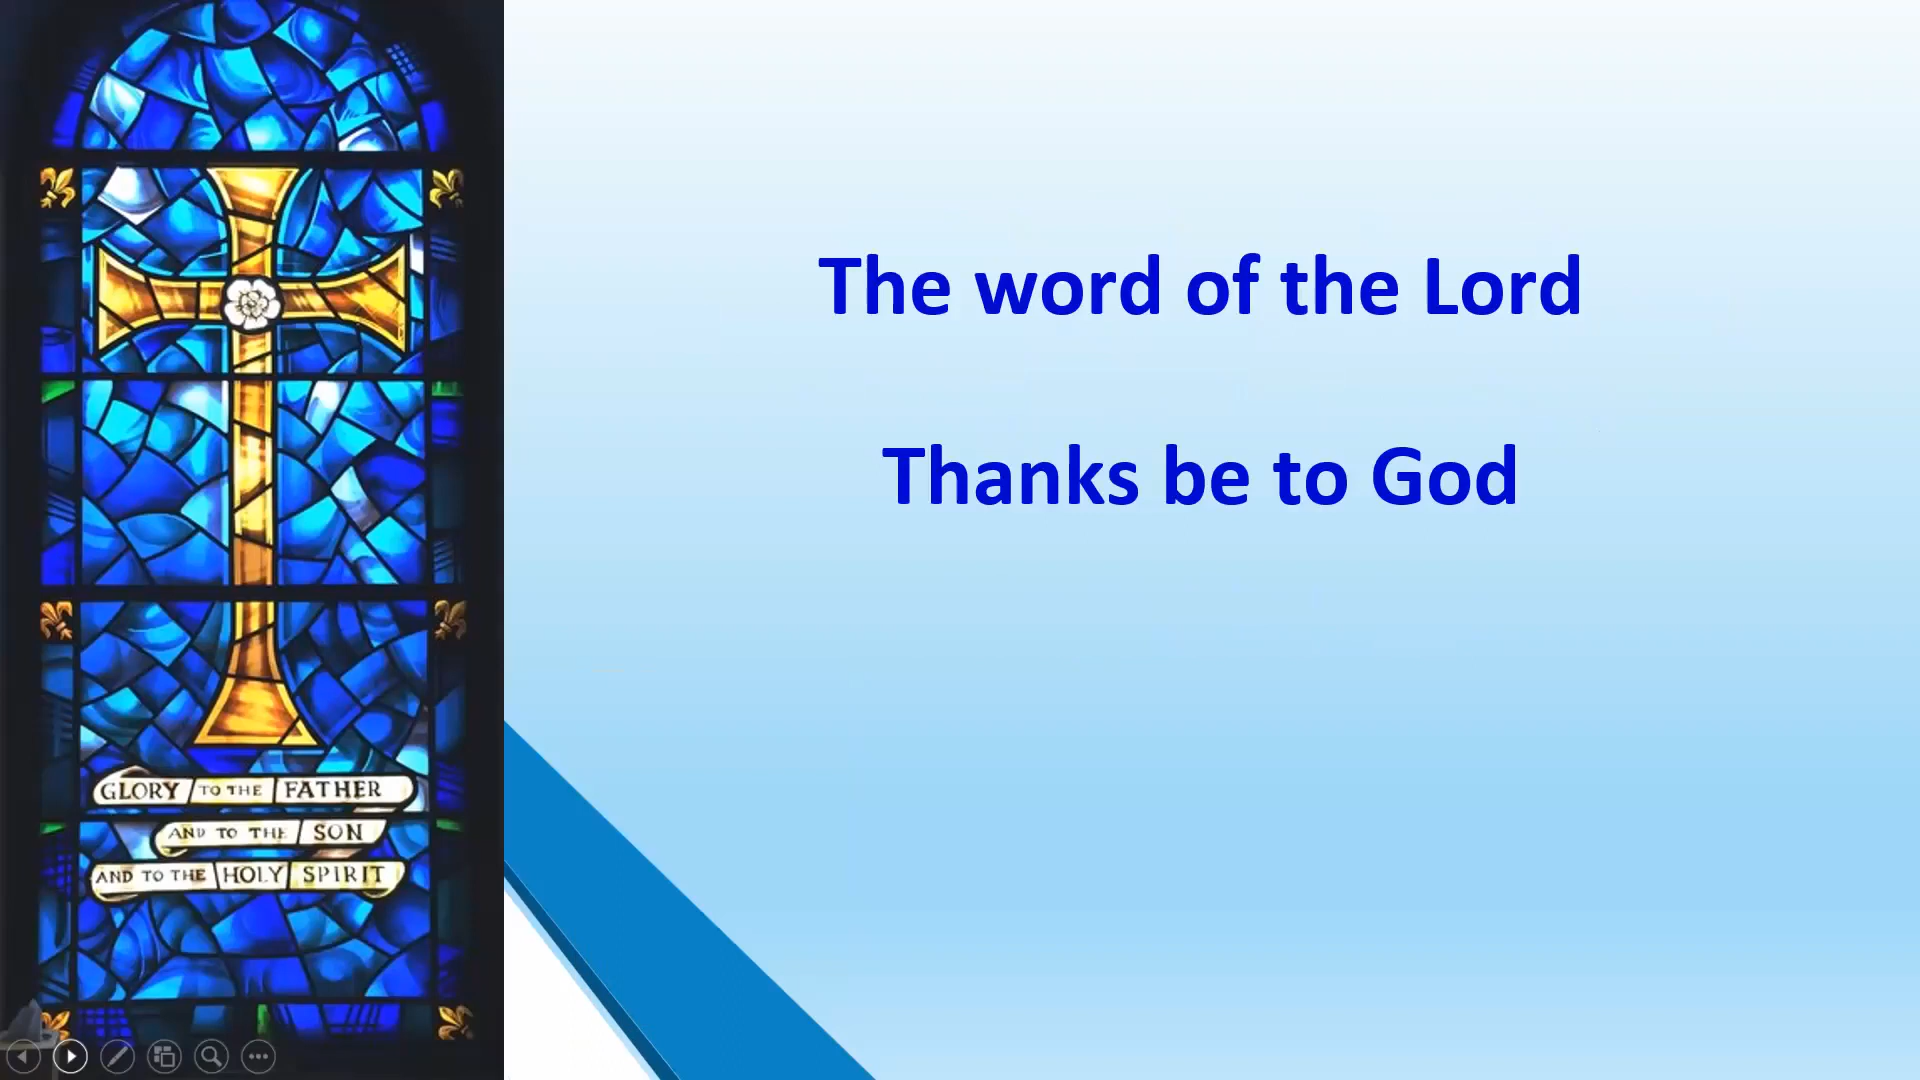 The word of the Lord
Thanks be to God
GLORY TO THE FATHER
AND TO THE SON
AND TO THE HOLY SPIRIT